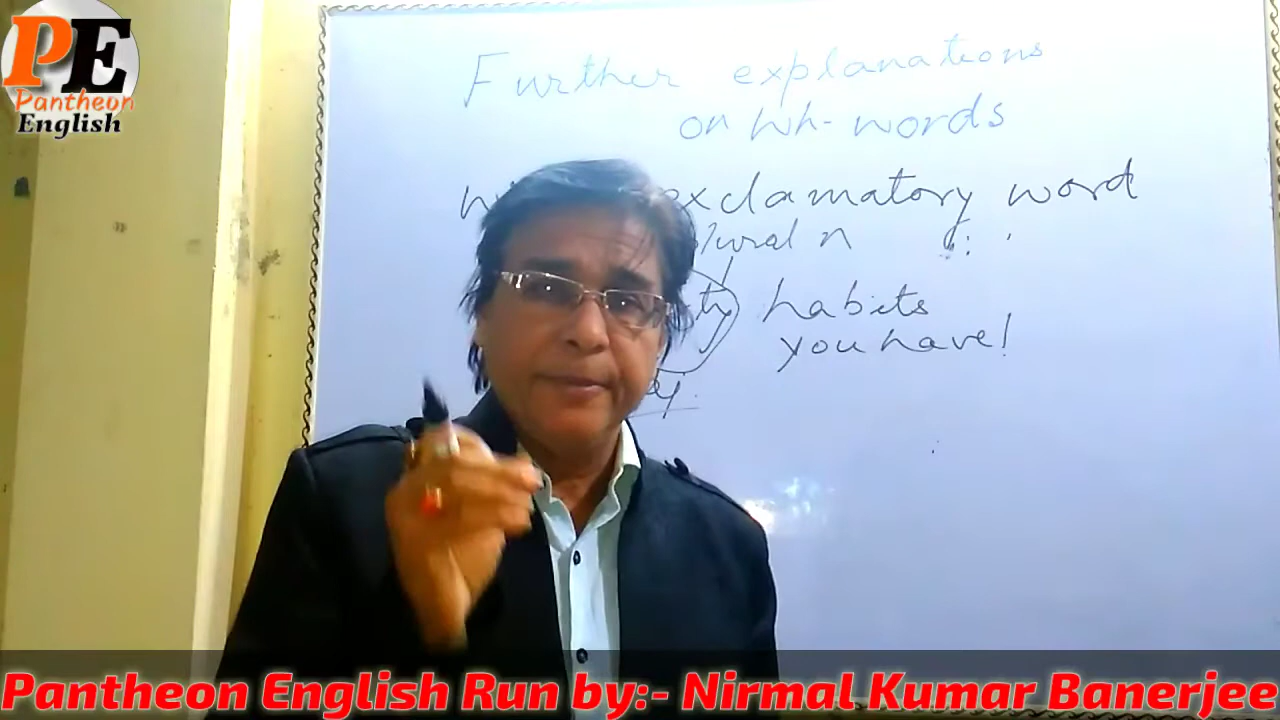 PE
Pantheon
English
Further explanations
on Wh- words
exclamatory word
plural n
habits
you have!
Pantheon English Run by:- Nirmal Kumar Banerjee